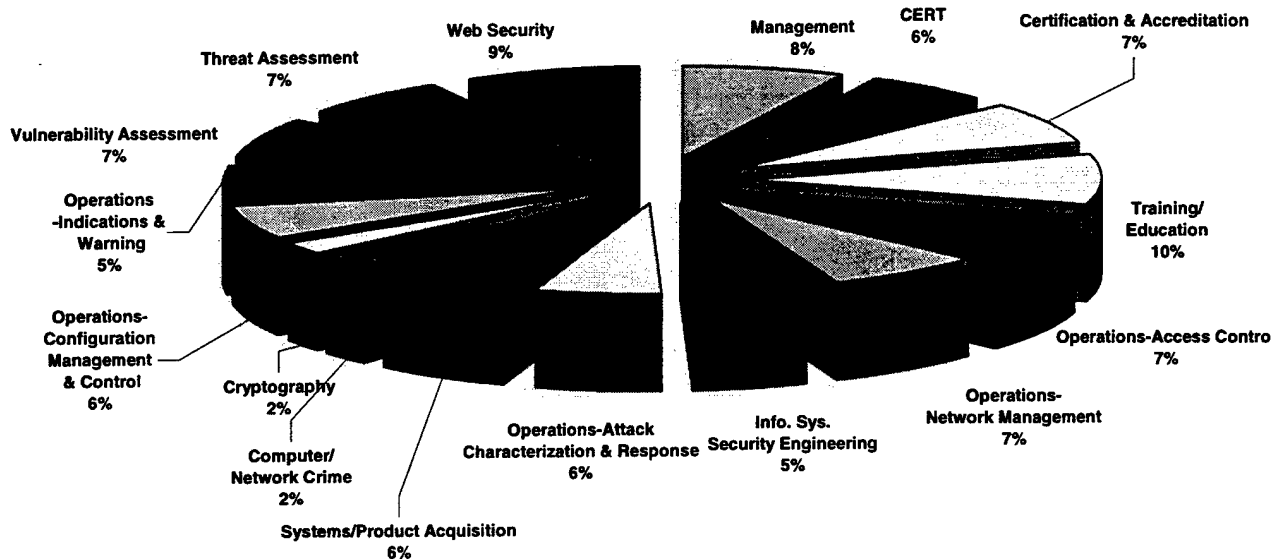 Web Security
9%
Management
8%
CERT
6%
Certification & Accreditation
7%
Threat Assessment
7%
Vulnerability Assessment
7%
Operations
-Indications &
Warning
5%
Training/
Education
10%
Operations-
Configuration
Management
& Control
6%
Operations-Access Contro
7%
Cryptography
2%
Operations-
Network Management
7%
Operations-Attack
Characterization & Response
6%
Info. Sys.
Security Engineering
5%
Computer/
Network Crime
2%
Systems/Product Acquisition
6%